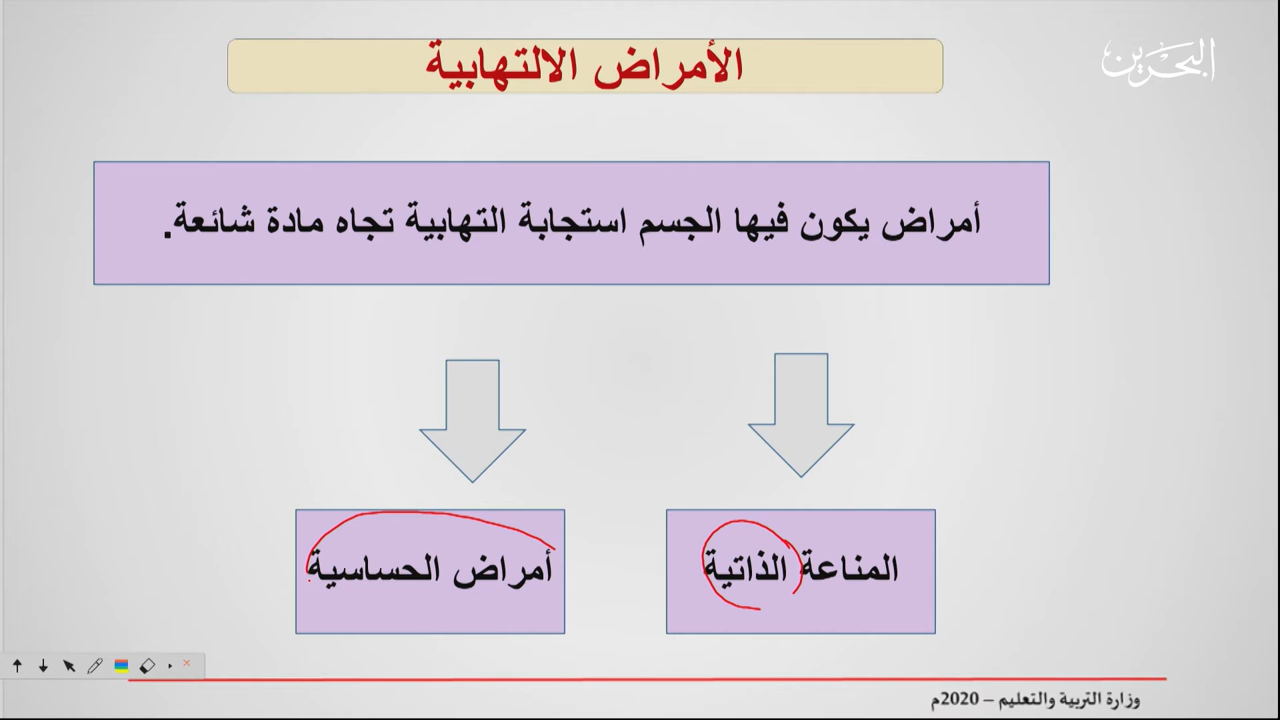 البحرين
الأمراض الالتهابية
أمراض يكون فيها الجسم استجابة التهابية تجاه مادة شائعة.
المناعة الذاتية
أمراض الحساسية
وزارة التربية والتعليم – 2020م